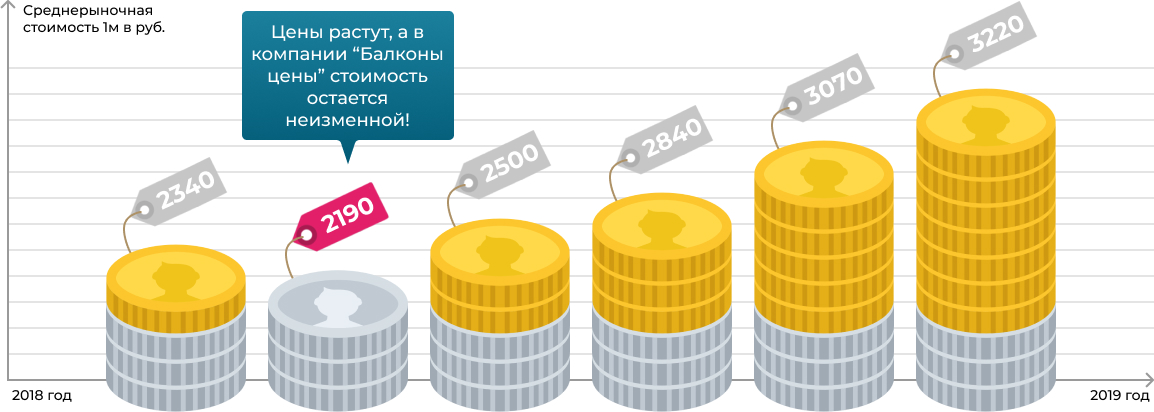 Среднерыночная
стоимость 1м в руб.
Цены растут, а в
компании “Балконы
цены” стоимость
остается
неизменной!
2340
2190
2500
2840
3070
3220
2018 год
2019 год